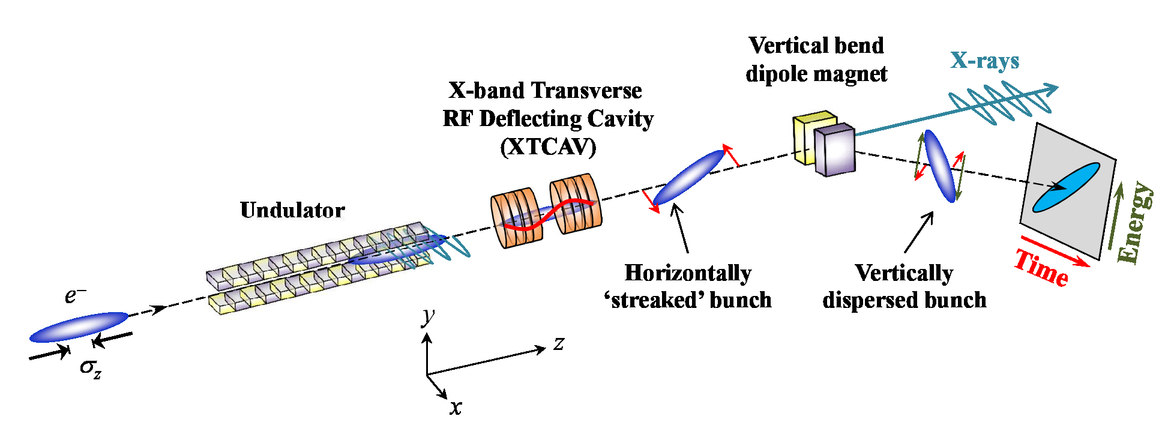 Vertical bend
dipole magnet
X-rays
X-band Transverse
RF Deflecting Cavity
(XTCAV)
Undulator
Energy
Time
Horizontally
‘streaked’ bunch
Vertically
dispersed bunch
e⁻
σz
y
z
x